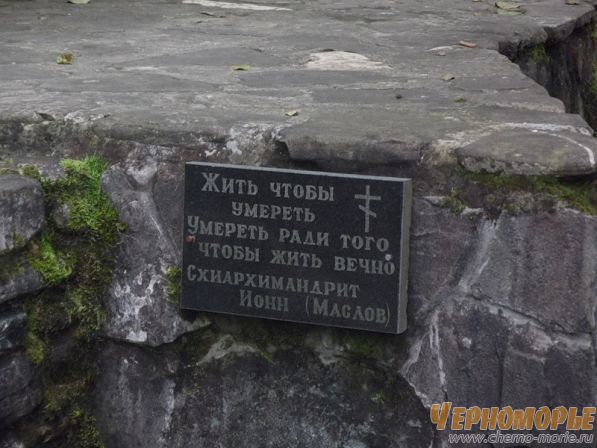 Жить чтобы
умереть
Умереть ради того
чтобы жить вечно
Схиархимандрит
Ионн (Маслов)
Черноморье
www.cherno-morie.ru